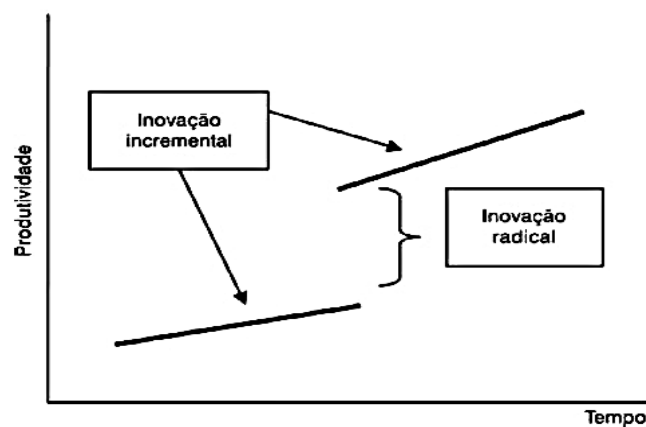 Inovação
incremental
Inovação
radical
Produtividade
Tempo